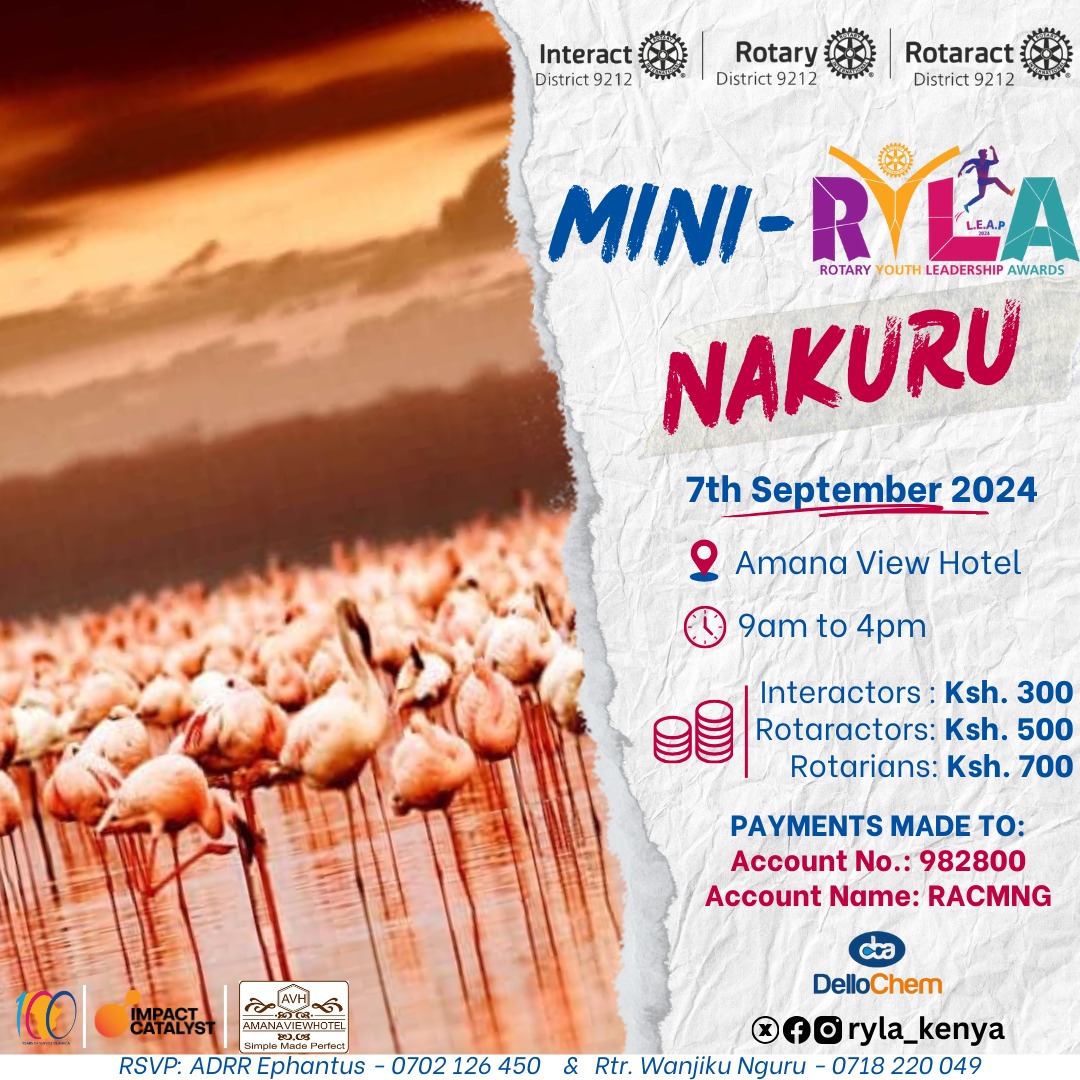 Interact
District 9212
Rotary
District 9212
Rotaract
District 9212
MINI-RYLA
L.E.A.P
2024
ROTARY YOUTH LEADERSHIP AWARDS
NAKURU
7th September 2024
Amana View Hotel
9am to 4pm
Interactors : Ksh. 300
Rotaractors: Ksh. 500
Rotarians: Ksh. 700
PAYMENTS MADE TO:
Account No.: 982800
Account Name: RACMNG
DelloChem
ryla_kenya
100
IMPACT
CATALYST
AVH
AMANAVIEWHOTEL
Simple Made Perfect
RSVP: ADRR Ephantus - 0702 126 450 & Rtr. Wanjiku Nguru - 0718 220 049